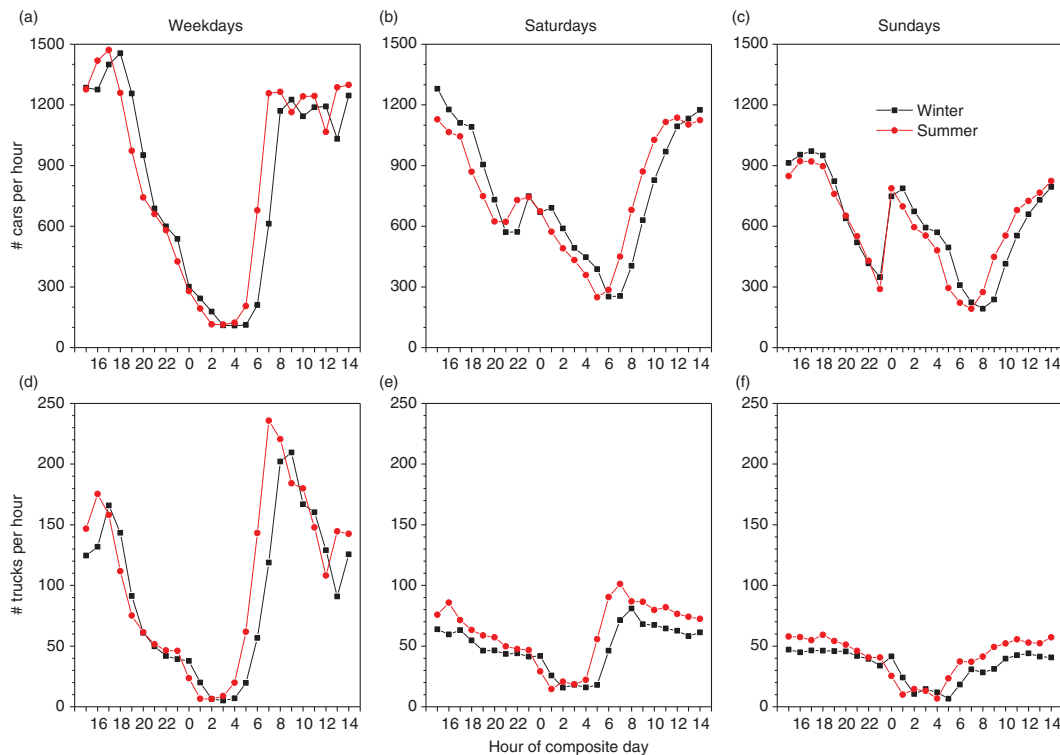 (a) Weekdays (b) Saturdays (c) Sundays
1500 1500 1500
1200 1200 1200
900 900 900
600 600 600
300 300 300
0 0 0
# cars per hour
Winter
Summer
16 18 20 22 0 2 4 6 8 10 12 14 16 18 20 22 0 2 4 6 8 10 12 14 16 18 20 22 0 2 4 6 8 10 12 14
(d) (e) (f)
250 250 250
200 200 200
150 150 150
100 100 100
50 50 50
0 0 0
# trucks per hour
16 18 20 22 0 2 4 6 8 10 12 14 16 18 20 22 0 2 4 6 8 10 12 14 16 18 20 22 0 2 4 6 8 10 12 14
Hour of composite day